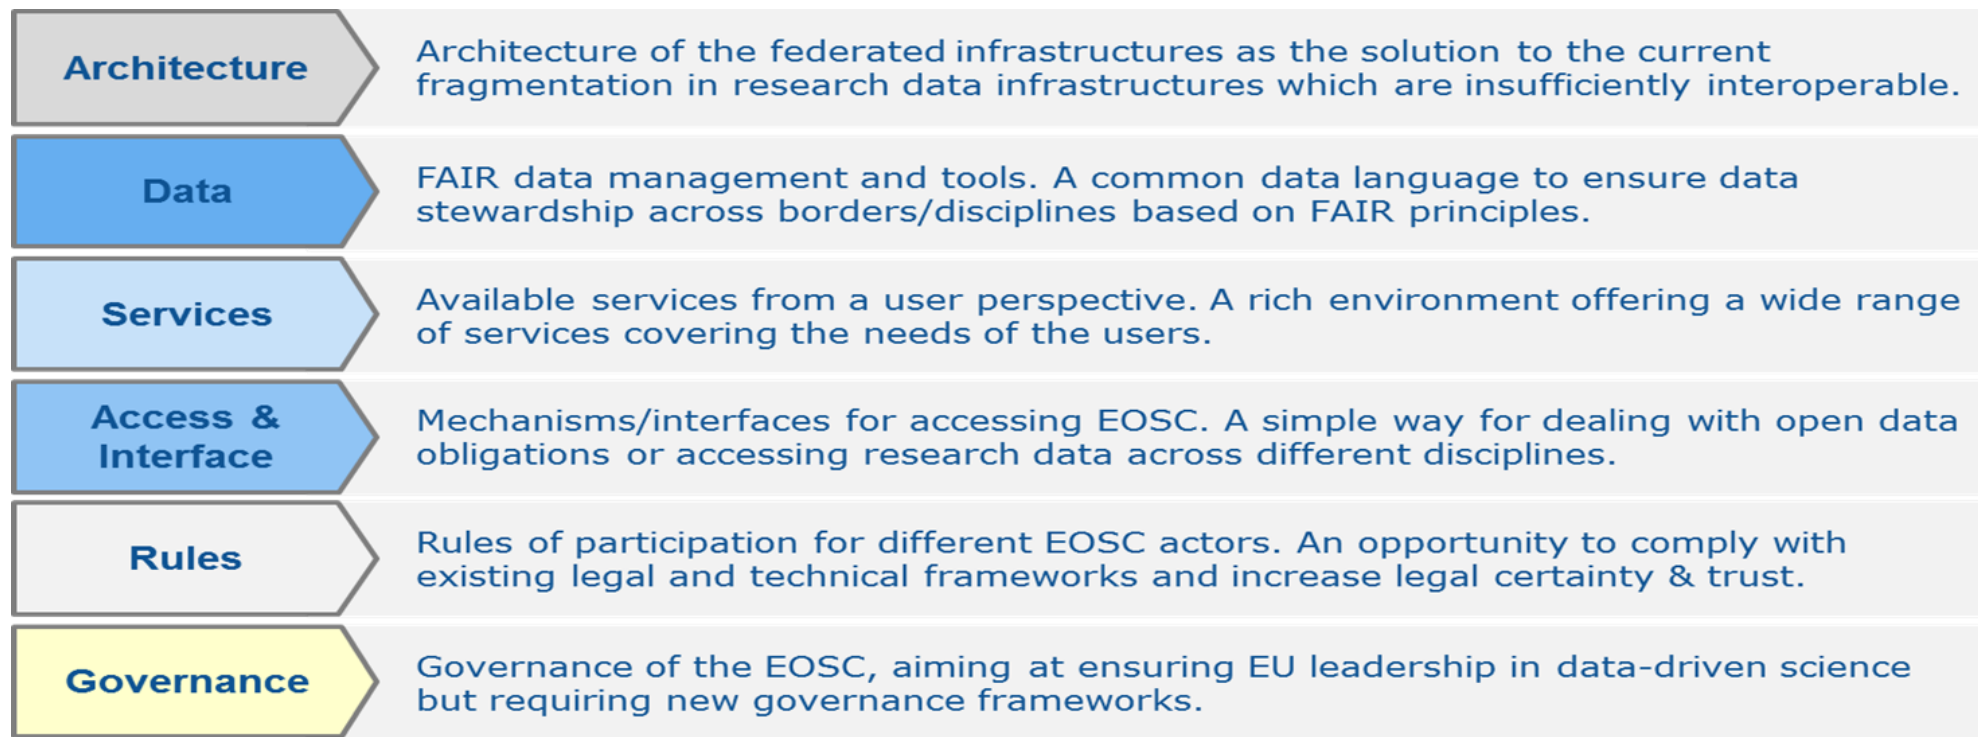 Architecture
Architecture of the federated infrastructures as the solution to the current
fragmentation in research data infrastructures which are insufficiently interoperable.
Data
FAIR data management and tools. A common data language to ensure data
stewardship across borders/disciplines based on FAIR principles.
Services
Available services from a user perspective. A rich environment offering a wide range
of services covering the needs of the users.
Access &
Interface
Mechanisms/interfaces for accessing EOSC. A simple way for dealing with open data
obligations or accessing research data across different disciplines.
Rules
Rules of participation for different EOSC actors. An opportunity to comply with
existing legal and technical frameworks and increase legal certainty & trust.
Governance
Governance of the EOSC, aiming at ensuring EU leadership in data-driven science
but requiring new governance frameworks.